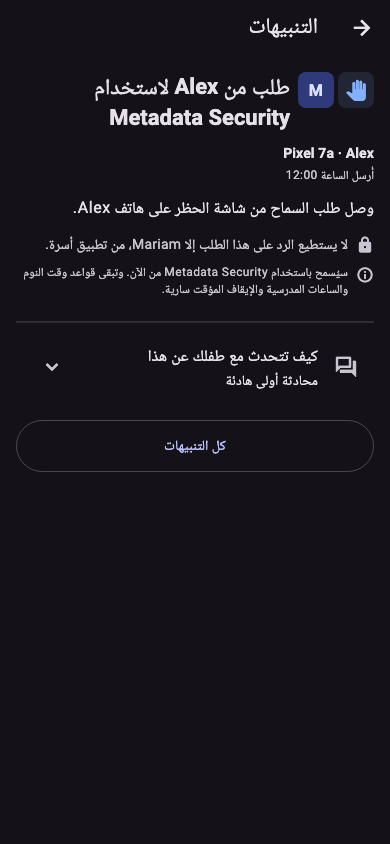 التنبيهات
طلب من Alex لاستخدام
Metadata Security
M
Pixel 7a · Alex
أُرسل الساعة 12:00
وصل طلب السماح من شاشة الحظر على هاتف Alex.
لا يستطيع الرد على هذا الطلب إلا Mariam، من تطبيق أسرة.
سيُسمح باستخدام Metadata Security من الآن. وتبقى قواعد وقت النوم
والساعات المدرسية والإيقاف المؤقت سارية.
كيف تتحدث مع طفلك عن هذا
محادثة أولى هادئة
كل التنبيهات